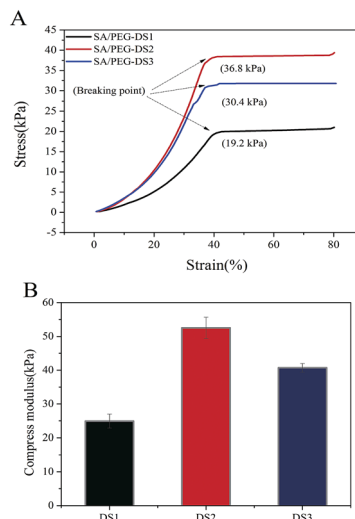 A
45
40
35
30
25
20
15
10
5
0
-5
Stress(kPa)
SA/PEG-DS1
SA/PEG-DS2
SA/PEG-DS3
(36.8 kPa)
(Breaking point)
(30.4 kPa)
(19.2 kPa)
0 20 40 60 80
Strain(%)
B
60
50
40
30
20
10
0
Compress modulus(kPa)
DS1 DS2 DS3